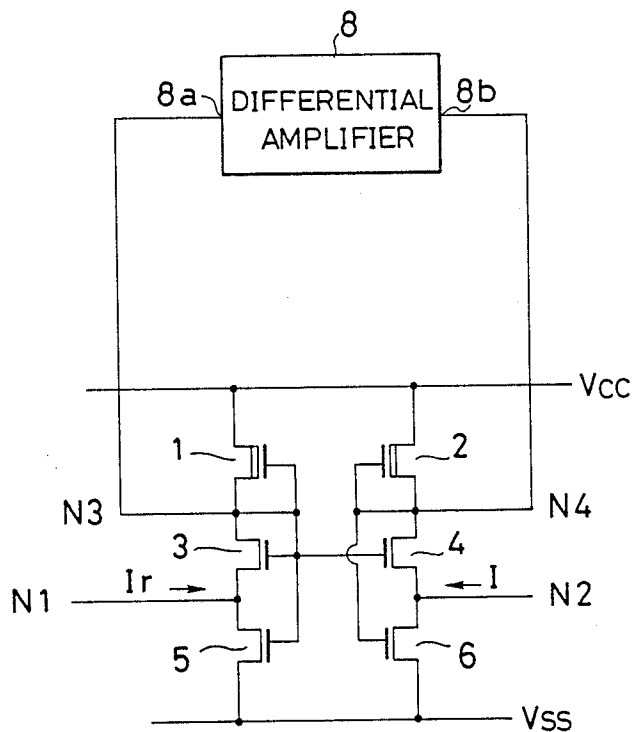 8
8a
DIFFERENTIAL
AMPLIFIER
8b
VCC
1
2
N3
N4
3
4
Ir
I
N1
N2
5
6
VSS